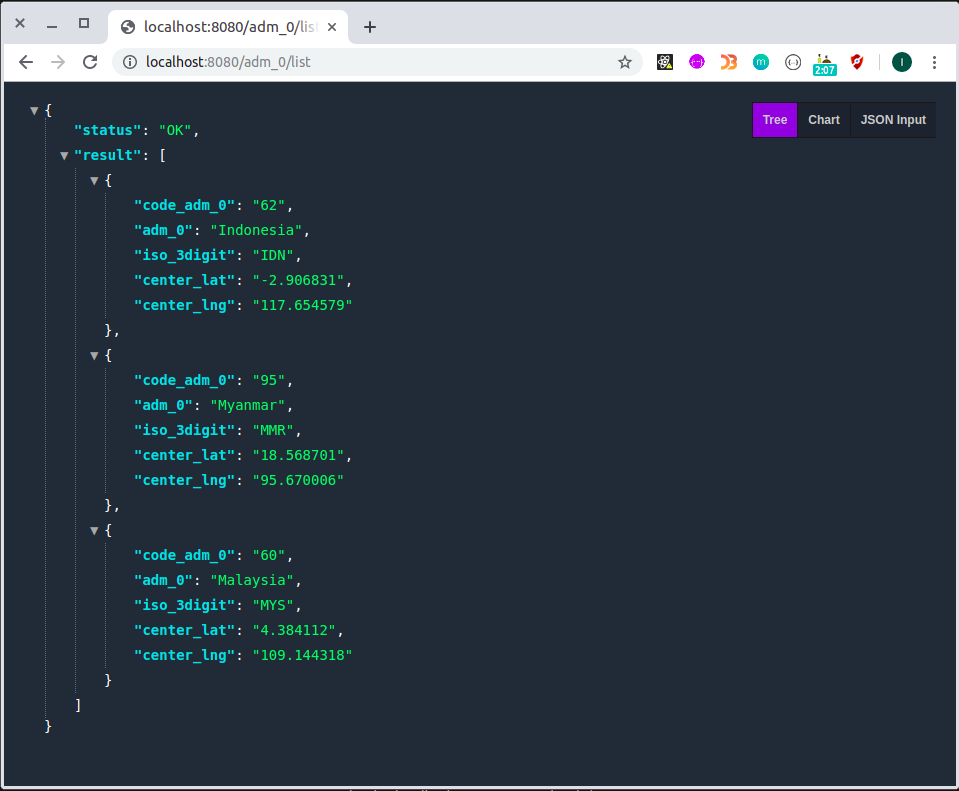 localhost:8080/adm_0/list
localhost:8080/adm_0/list
m
2:07
I
Tree
Chart
JSON Input
{
"status": "OK",
"result": [
{
"code_adm_0": "62",
"adm_0": "Indonesia",
"iso_3digit": "IDN",
"center_lat": "-2.906831",
"center_lng": "117.654579"
},
{
"code_adm_0": "95",
"adm_0": "Myanmar",
"iso_3digit": "MMR",
"center_lat": "18.568701",
"center_lng": "95.670006"
},
{
"code_adm_0": "60",
"adm_0": "Malaysia",
"iso_3digit": "MYS",
"center_lat": "4.384112",
"center_lng": "109.144318"
}
]
}